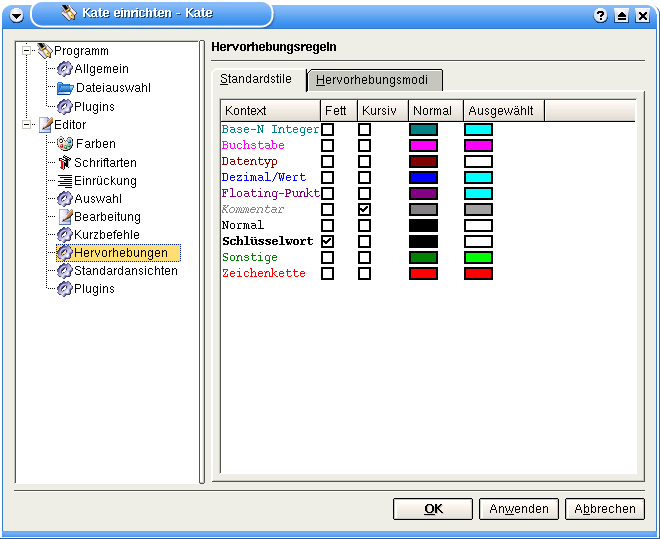 Kate einrichten - Kate
Programm
Allgemein
Dateiauswahl
Plugins
Editor
Farben
Schriftarten
Einrückung
Auswahl
Bearbeitung
Kurzbefehle
Hervorhebungen
Standardansichten
Plugins
Hervorhebungsregeln
Standardstile Hervorhebungsmodi
Kontext Fett Kursiv Normal Ausgewählt
Base-N Integer
Buchstabe
Datentyp
Dezimal/Wert
Floating-Punkt
Kommentar
Normal
Schlüsselwort
Sonstige
Zeichenkette
OK Anwenden Abbrechen